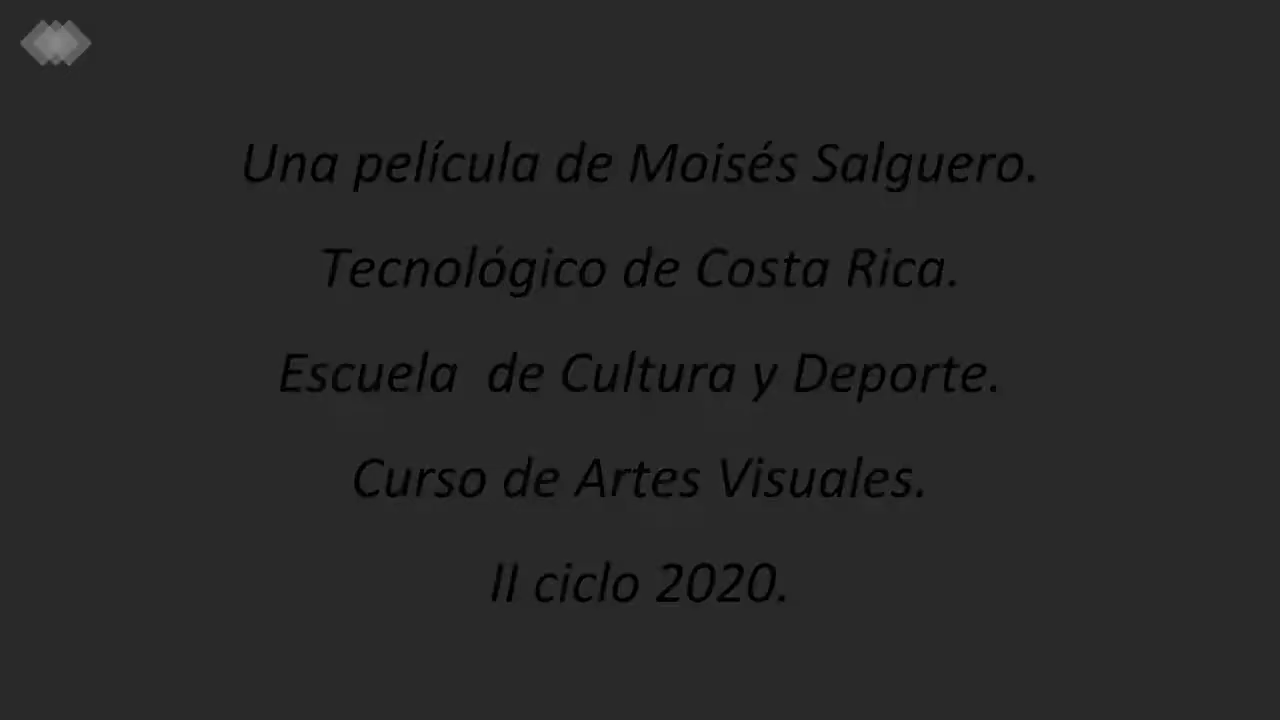 Una película de Moisés Salguero.
Tecnológico de Costa Rica.
Escuela  de Cultura y Deporte.
Curso de Artes Visuales.
II ciclo 2020.